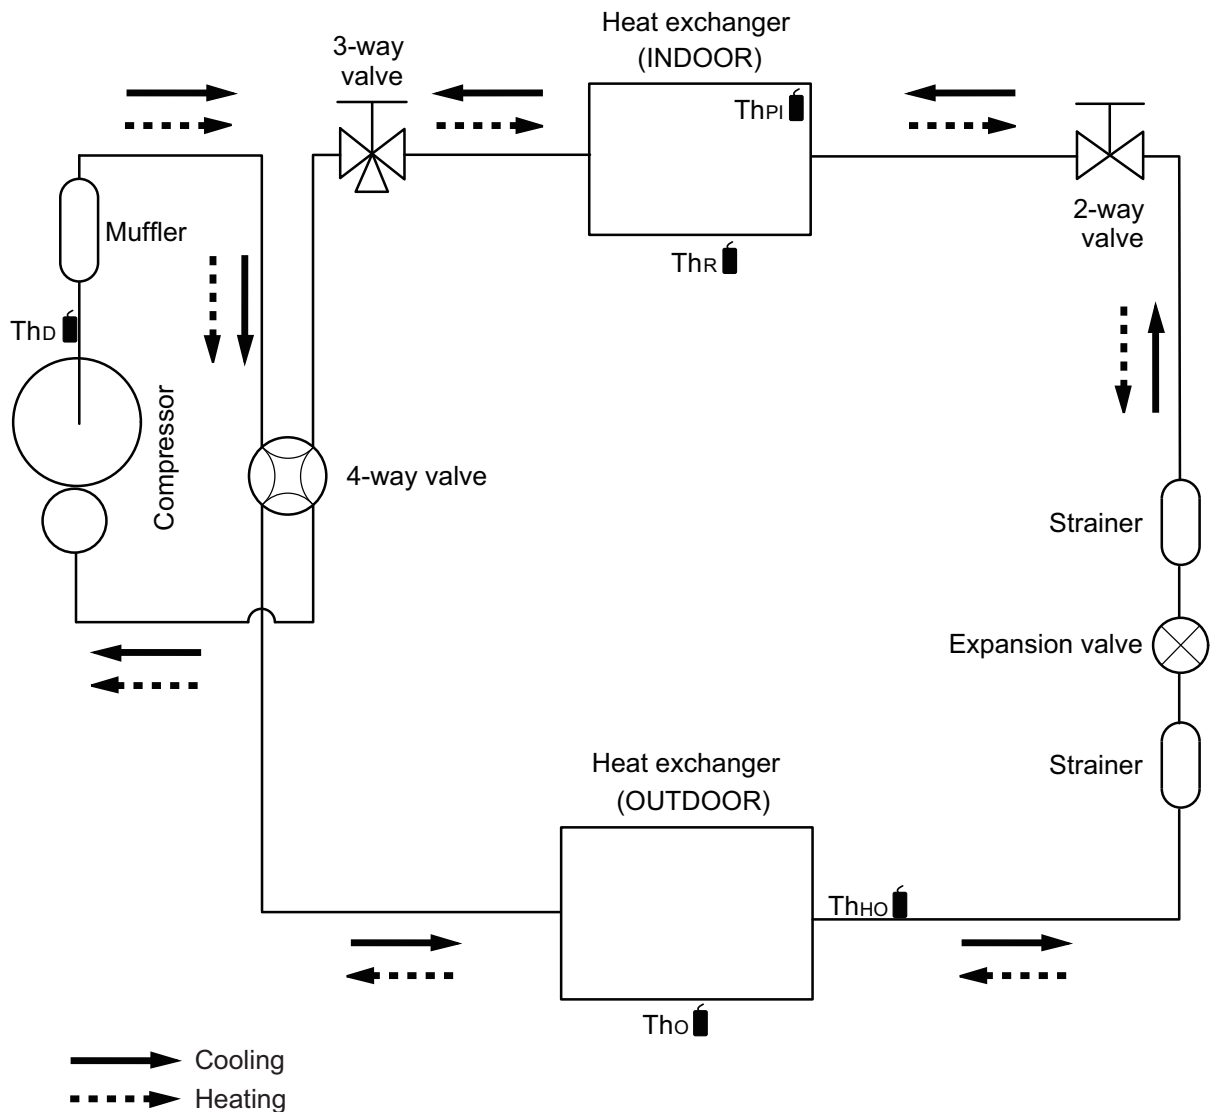 Heat exchanger
(INDOOR)
3-way
valve
ThPI
Muffler
ThR
2-way
valve
ThD
Compressor
4-way valve
Strainer
Expansion valve
Heat exchanger
(OUTDOOR)
Strainer
ThHO
ThO
Cooling
Heating